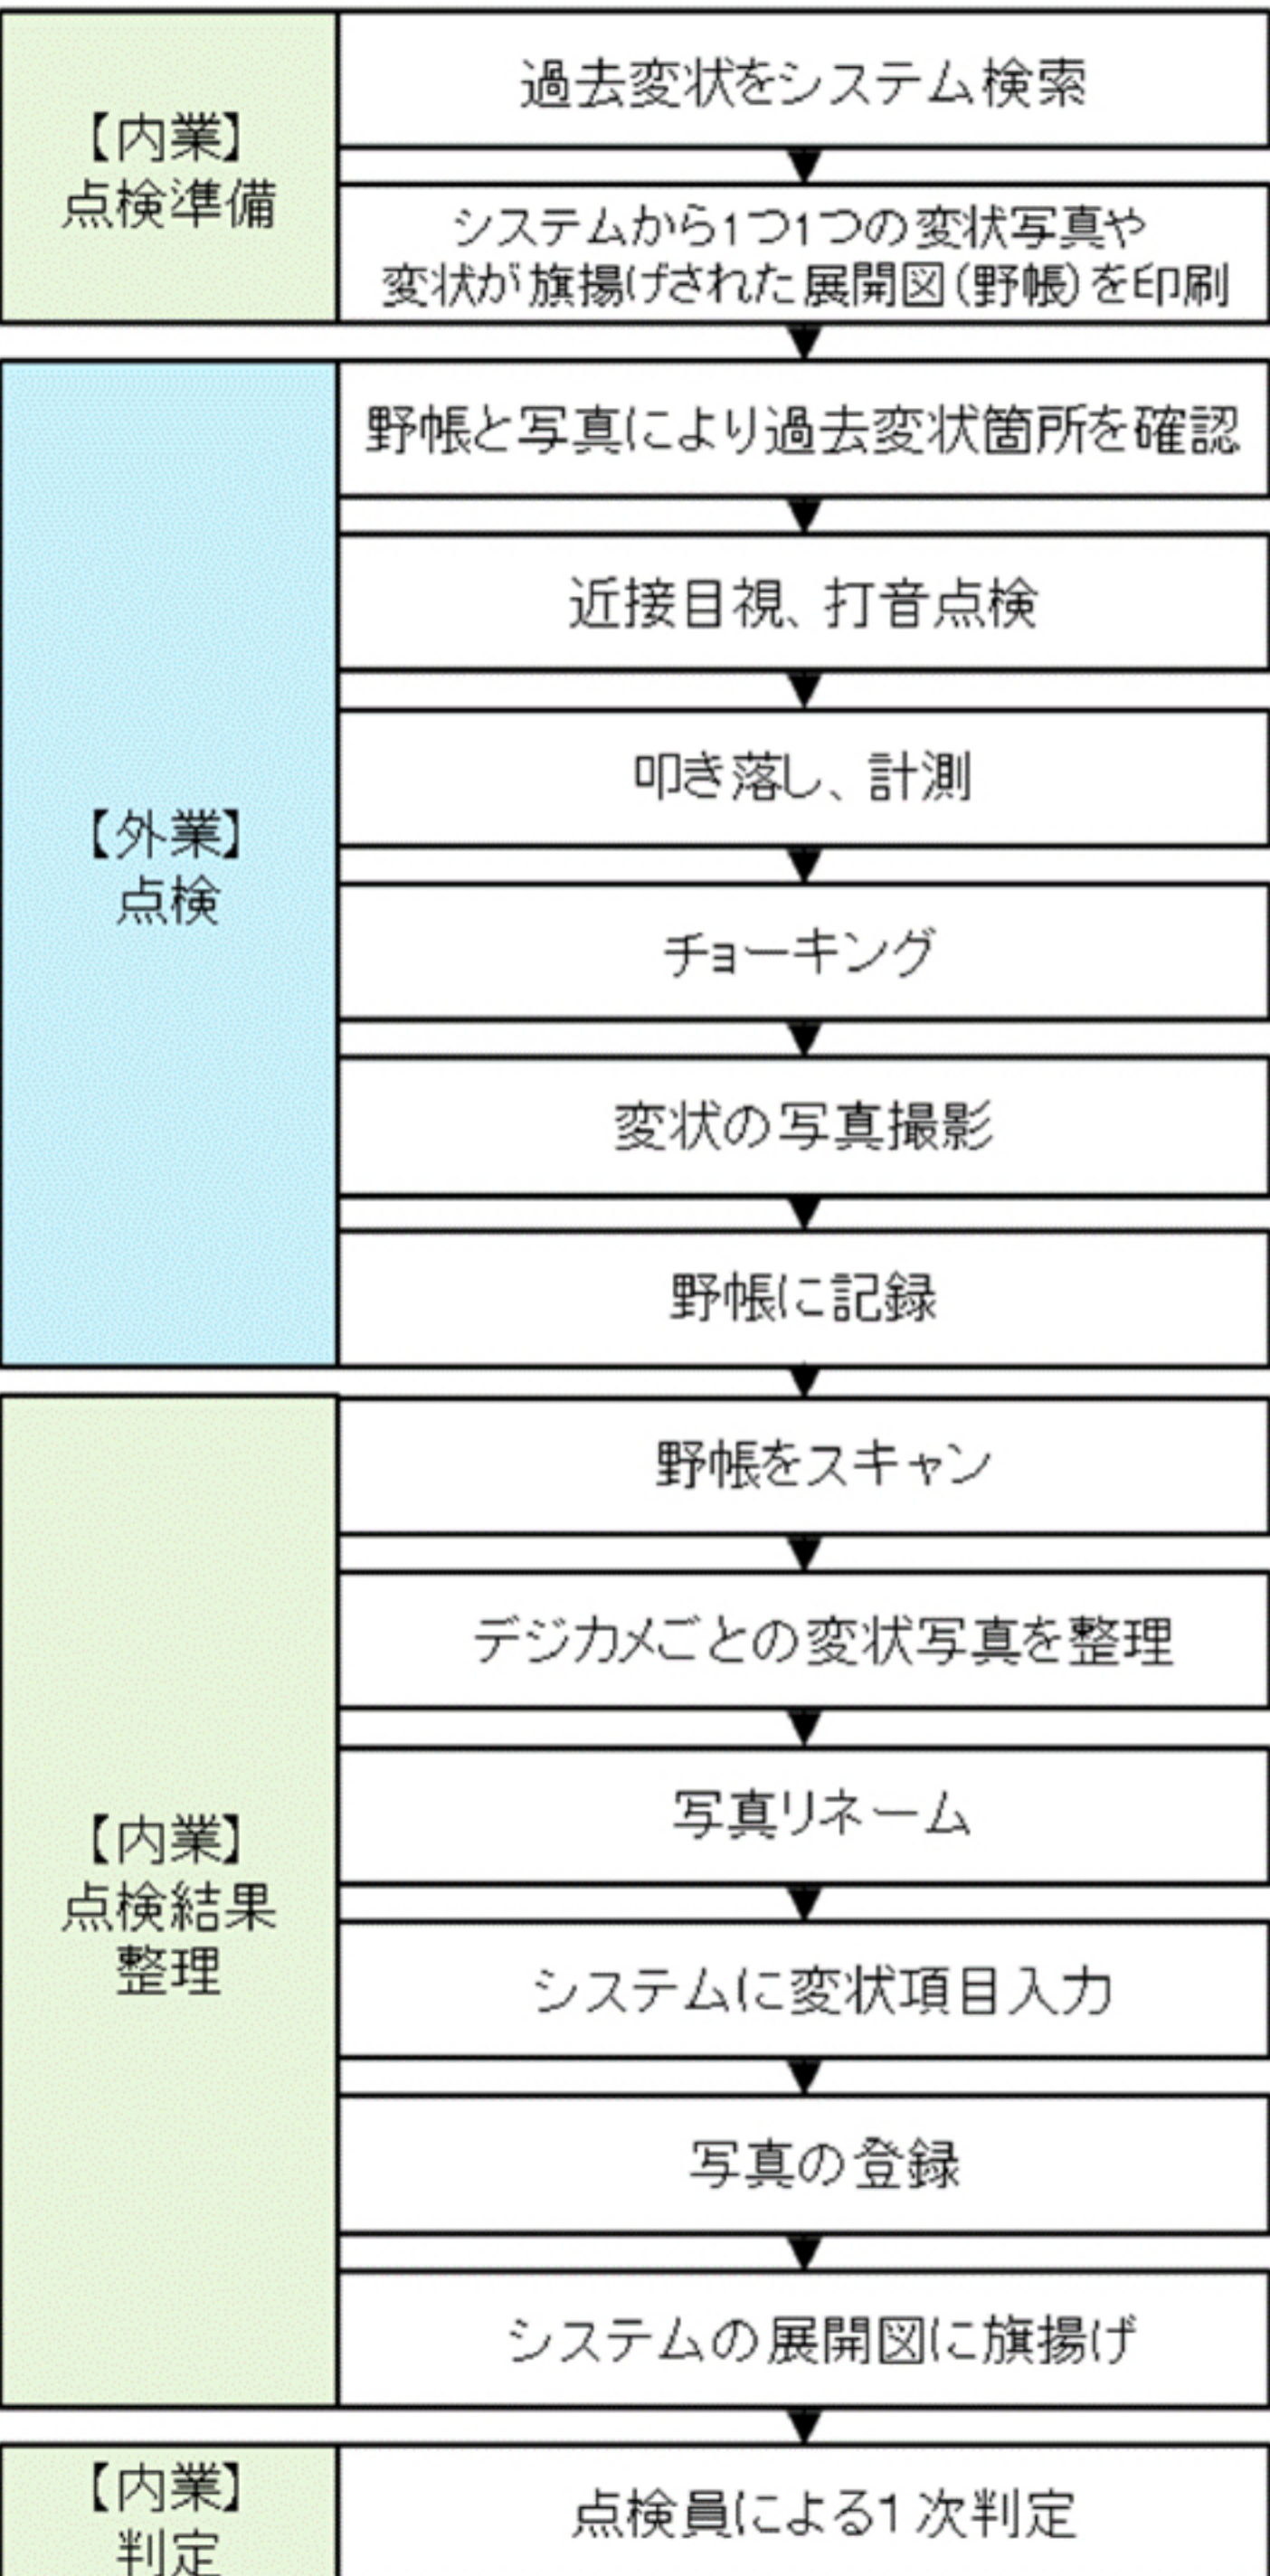 【内業】
点検準備
過去変状をシステム検索
システムから1つ1つの変状写真や
変状が旗揚げされた展開図(野帳)を印刷
【外業】
点検
野帳と写真により過去変状箇所を確認
近接目視、打音点検
叩き落し、計測
チョーキング
変状の写真撮影
野帳に記録
【内業】
点検結果
整理
野帳をスキャン
デジカメごとの変状写真を整理
写真リネーム
システムに変状項目入力
写真の登録
システムの展開図に旗揚げ
【内業】
判定
点検員による1次判定